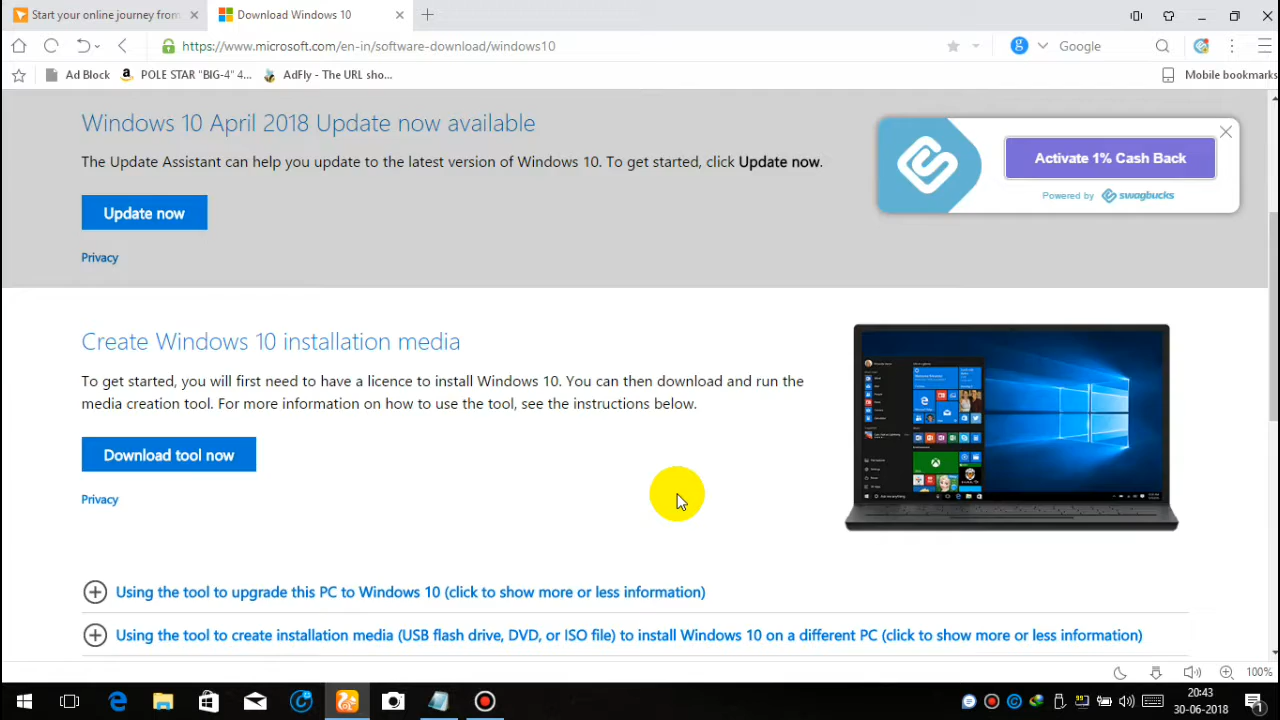 Start your online journey from
Download Windows 10
https://www.microsoft.com/en-in/software-download/windows10
Google
Ad Block
POLE STAR "BIG-4" 4...
AdFly - The URL sho...
Mobile bookmarks
Windows 10 April 2018 Update now available
The Update Assistant can help you update to the latest version of Windows 10. To get started, click Update now.
Update now
Privacy
Activate 1% Cash Back
Powered by swagbucks
Create Windows 10 installation media
To get started, you will first need to have a licence to install Windows 10. You can then download and run the
media creation tool. For more information on how to use the tool, see the instructions below.
Download tool now
Privacy
Using the tool to upgrade this PC to Windows 10 (click to show more or less information)
Using the tool to create installation media (USB flash drive, DVD, or ISO file) to install Windows 10 on a different PC (click to show more or less information)
100%
20:43
30-06-2018
1